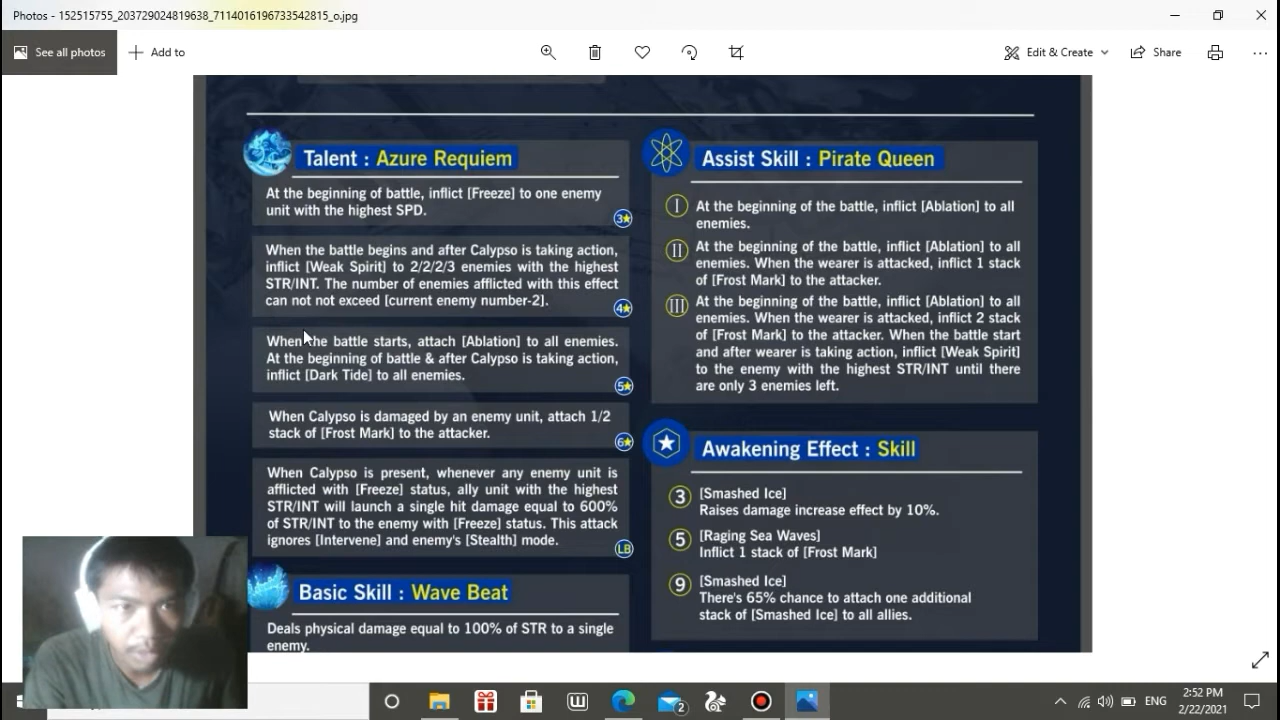 Photos - 152515755_203729024819638_7114016196733542815_o.jpg
See all photos
Add to
Edit & Create
Share
Talent : Azure Requiem
At the beginning of battle, inflict [Freeze] to one enemy
unit with the highest SPD.
3★
When the battle begins and after Calypso is taking action,
inflict [Weak Spirit] to 2/2/2/3 enemies with the highest
STR/INT. The number of enemies afflicted with this effect
can not not exceed [current enemy number-2].
4★
When the battle starts, attach [Ablation] to all enemies.
At the beginning of battle & after Calypso is taking action,
inflict [Dark Tide] to all enemies.
5★
When Calypso is damaged by an enemy unit, attach 1/2
stack of [Frost Mark] to the attacker.
6★
When Calypso is present, whenever any enemy unit is
afflicted with [Freeze] status, ally unit with the highest
STR/INT will launch a single hit damage equal to 600%
of STR/INT to the enemy with [Freeze] status. This attack
ignores [Intervene] and enemy's [Stealth] mode.
LB
Basic Skill : Wave Beat
Deals physical damage equal to 100% of STR to a single
enemy.
Assist Skill : Pirate Queen
I At the beginning of the battle, inflict [Ablation] to all
enemies.
II At the beginning of the battle, inflict [Ablation] to all
enemies. When the wearer is attacked, inflict 1 stack
of [Frost Mark] to the attacker.
III At the beginning of the battle, inflict [Ablation] to all
enemies. When the wearer is attacked, inflict 2 stack
of [Frost Mark] to the attacker. When the battle start
and after wearer is taking action, inflict [Weak Spirit]
to the enemy with the highest STR/INT until there
are only 3 enemies left.
Awakening Effect : Skill
3 [Smashed Ice]
Raises damage increase effect by 10%.
5 [Raging Sea Waves]
Inflict 1 stack of [Frost Mark]
9 [Smashed Ice]
There's 65% chance to attach one additional
stack of [Smashed Ice] to all allies.
2
ENG
2:52 PM
2/22/2021